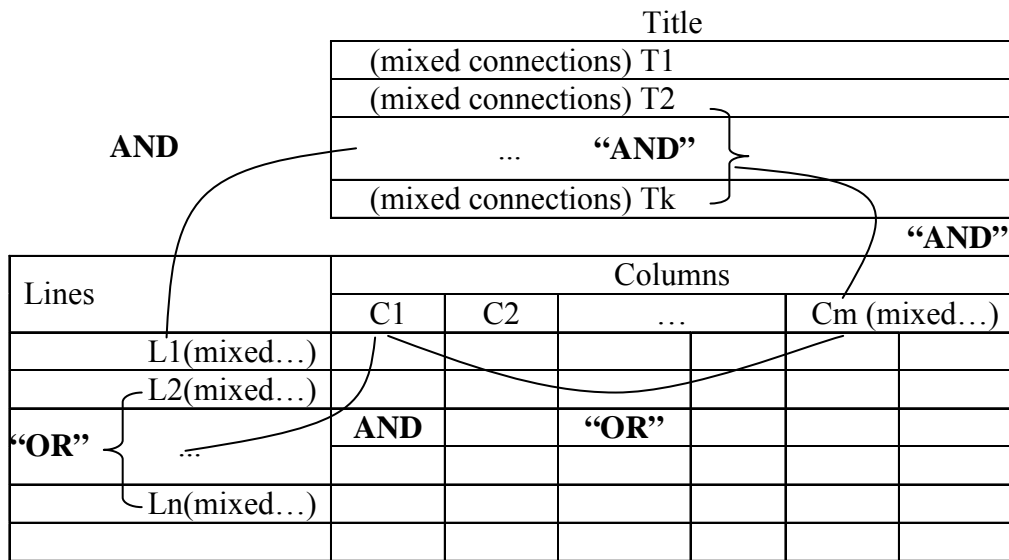 Title
(mixed connections) T1
(mixed connections) T2
AND
... “AND”
(mixed connections) Tk
“AND”
Lines
Columns
C1 C2 ... Cm (mixed…)
L1(mixed…)
L2(mixed…)
“OR” ... AND “OR”
Ln(mixed…)